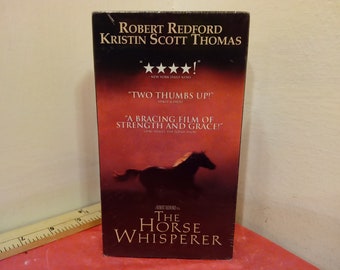 ROBERT REDFORD
KRISTIN SCOTT THOMAS
"★★★★!"
"TWO THUMBS UP!"
"A BRACING FILM OF
STRENGTH AND GRACE!"
THE
HORSE
WHISPERER